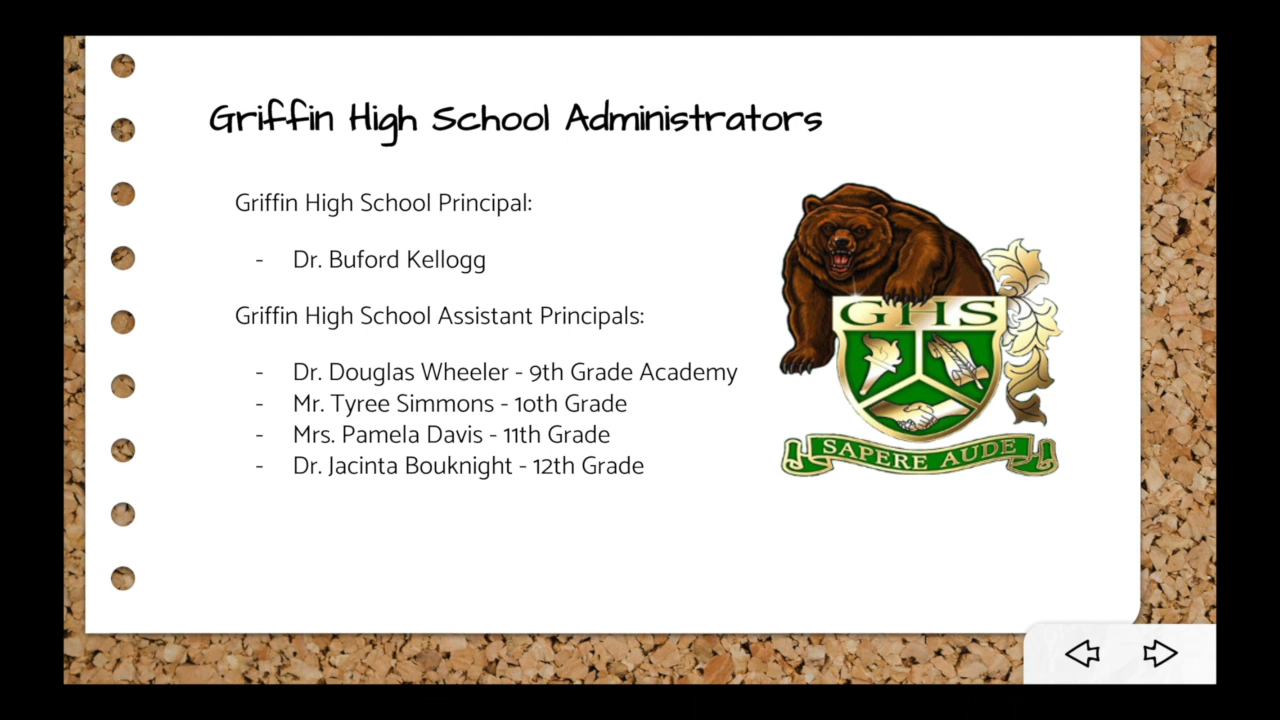 Griffin High School Administrators
Griffin High School Principal:
- Dr. Buford Kellogg
Griffin High School Assistant Principals:
- Dr. Douglas Wheeler - 9th Grade Academy
- Mr. Tyree Simmons - 10th Grade
- Mrs. Pamela Davis - 11th Grade
- Dr. Jacinta Bouknight - 12th Grade
GHS
SAPERE AUDE